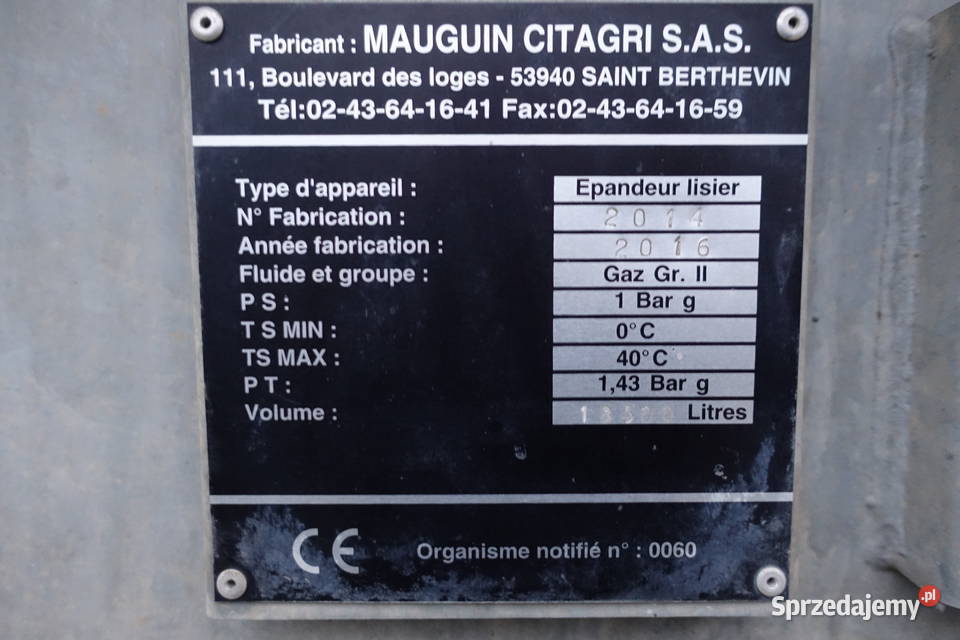 Fabricant : MAUGUIN CITAGRI S.A.S.
111, Boulevard des loges - 53940 SAINT BERTHEVIN
Tél:02-43-64-16-41 Fax:02-43-64-16-59
Type d'appareil : Epandeur lisier
N° Fabrication : 2014
Année fabrication : 2016
Fluide et groupe : Gaz Gr. II
P S : 1 Bar g
T S MIN : 0°C
TS MAX : 40°C
P T : 1,43 Bar g
Volume : Litres
CE Organisme notifié n° : 0060
Sprzedajemy.pl